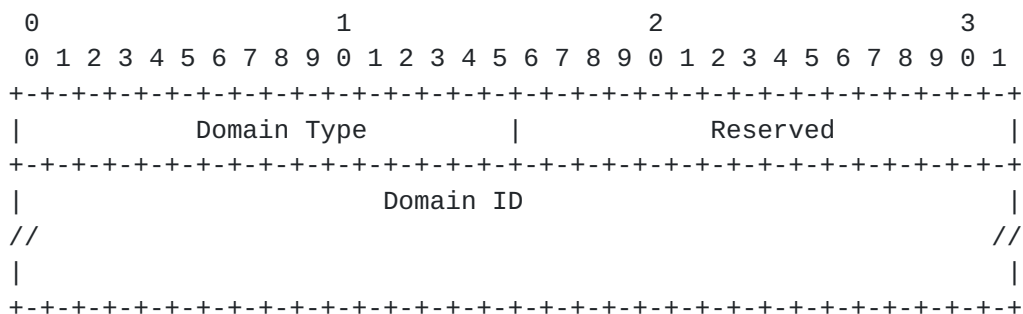 0                   1                   2                   3
 0 1 2 3 4 5 6 7 8 9 0 1 2 3 4 5 6 7 8 9 0 1 2 3 4 5 6 7 8 9 0 1
+-+-+-+-+-+-+-+-+-+-+-+-+-+-+-+-+-+-+-+-+-+-+-+-+-+-+-+-+-+-+-+-+
|           Domain Type         |            Reserved           |
+-+-+-+-+-+-+-+-+-+-+-+-+-+-+-+-+-+-+-+-+-+-+-+-+-+-+-+-+-+-+-+-+
|                       Domain ID                               |
//                                                             //
|                                                               |
+-+-+-+-+-+-+-+-+-+-+-+-+-+-+-+-+-+-+-+-+-+-+-+-+-+-+-+-+-+-+-+-+